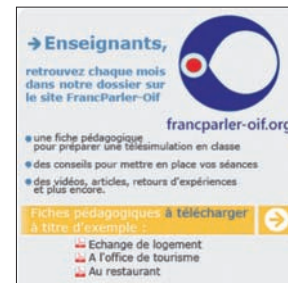 Enseignants,
retrouvez chaque mois
dans notre dossier sur
le site FrancParler-Oif
francparler-oif.org
une fiche pédagogique
pour préparer une télésimulation en classe
des conseils pour mettre en place vos séances
des vidéos, articles, retours d'expériences
et plus encore.
Fiches pédagogiques à télécharger
à titre d'exemple :
Echange de logement
A l'office de tourisme
Au restaurant